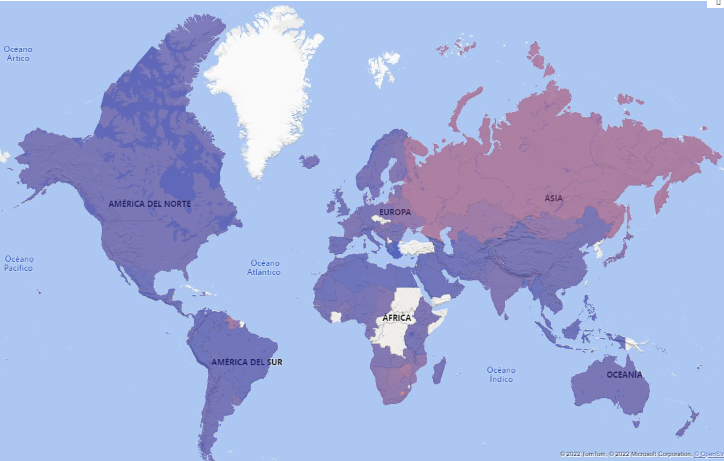 Océano
Ártico
AMÉRICA DEL NORTE
EUROPA
ASIA
Océano
Pacífico
Océano
Atlántico
ÁFRICA
AMÉRICA DEL SUR
Océano
Índico
OCEANÍA
© 2022 TomTom, © 2022 Microsoft Corporation, © OpenSt